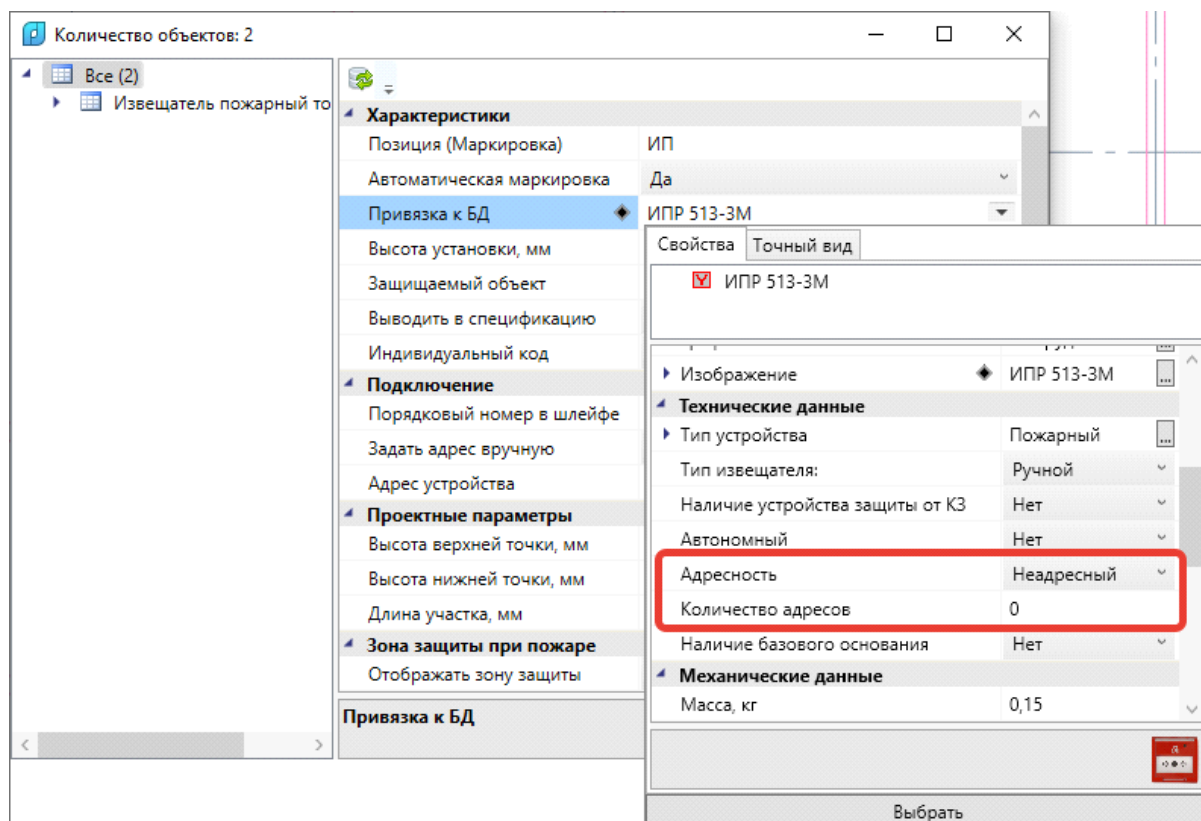 Количество объектов: 2
Все (2)
Извещатель пожарный то
Характеристики
Позиция (Маркировка) ИП
Автоматическая маркировка Да
Привязка к БД ИПР 513-3М
Высота установки, мм
Защищаемый объект
Выводить в спецификацию
Индивидуальный код
Подключение
Порядковый номер в шлейфе
Задать адрес вручную
Адрес устройства
Проектные параметры
Высота верхней точки, мм
Высота нижней точки, мм
Длина участка, мм
Зона защиты при пожаре
Отображать зону защиты
Привязка к БД
Свойства Точный вид
ИПР 513-3М
Изображение ИПР 513-3М ...
Технические данные
Тип устройства Пожарный ...
Тип извещателя: Ручной
Наличие устройства защиты от КЗ Нет
Автономный Нет
Адресность Неадресный
Количество адресов 0
Наличие базового основания Нет
Механические данные
Масса, кг 0,15
Выбрать